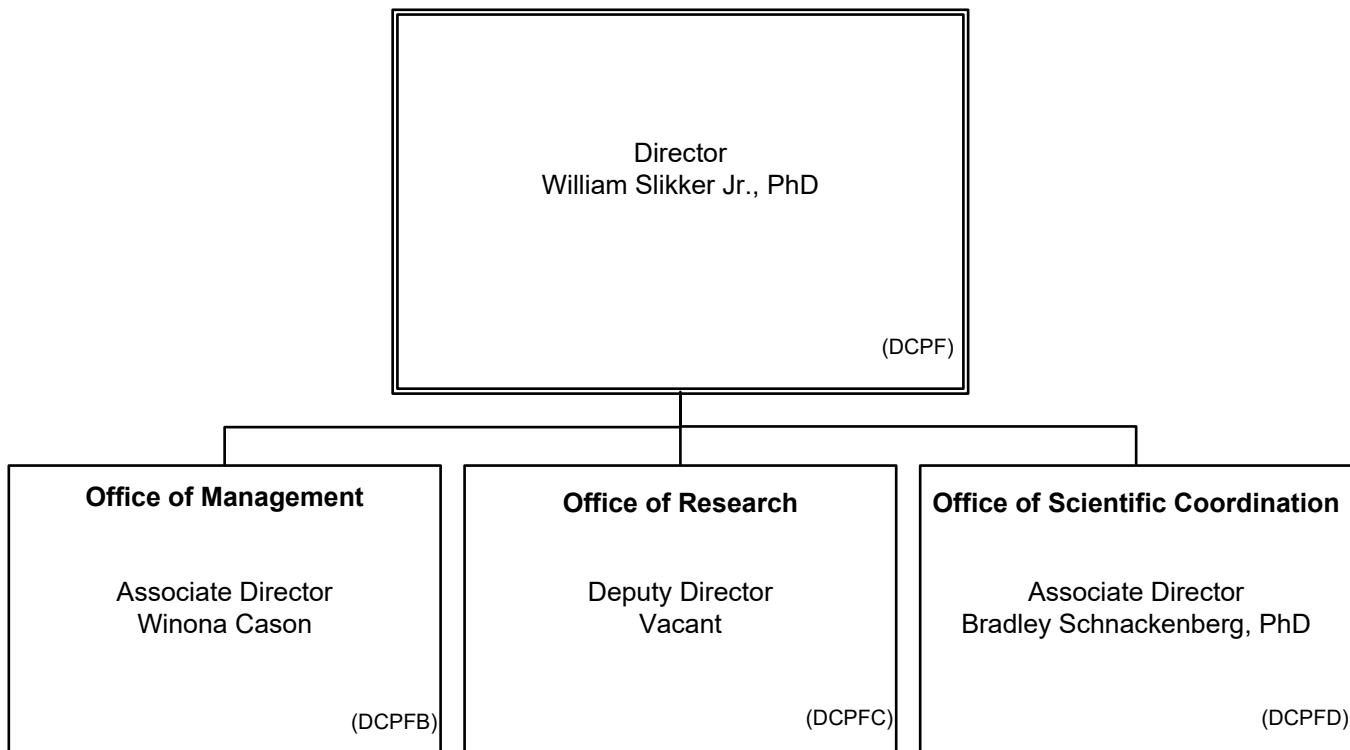 Director
William Slikker Jr., PhD
(DCPF)
Office of Management
Associate Director
Winona Cason
(DCPFB)
Office of Research
Deputy Director
Vacant
(DCPFC)
Office of Scientific Coordination
Associate Director
Bradley Schnackenberg, PhD
(DCPFD)